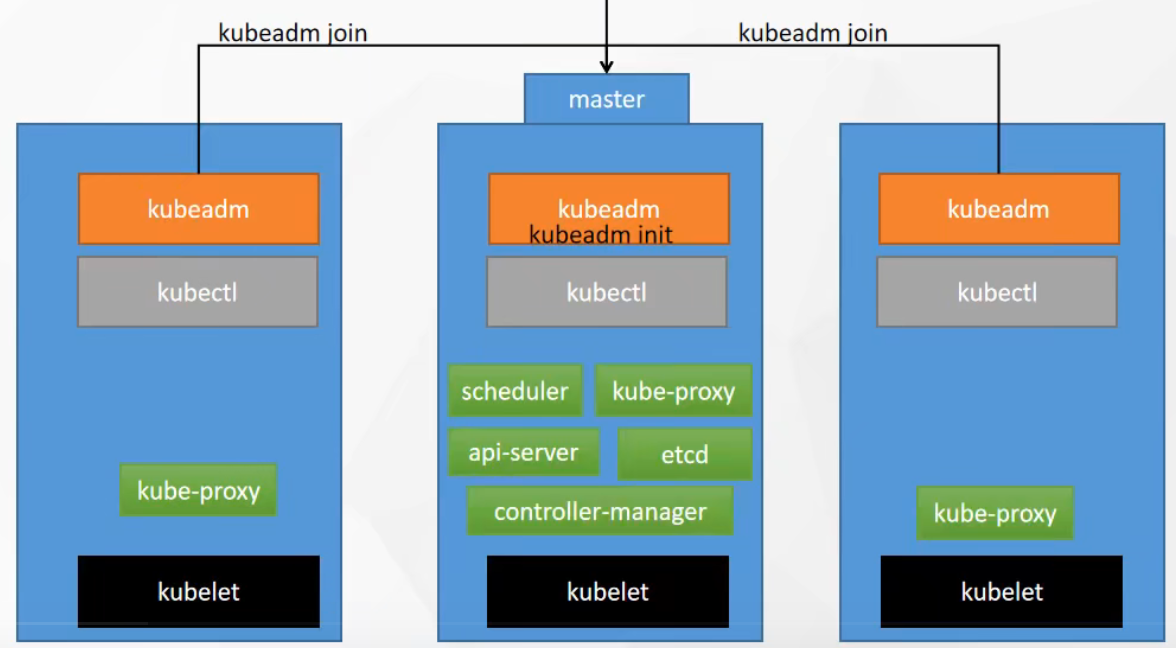 kubeadm join
kubeadm join
master
kubeadm
kubectl
kube-proxy
kubelet
kubeadm
kubeadm init
kubectl
scheduler
kube-proxy
api-server
etcd
controller-manager
kubelet
kubeadm
kubectl
kube-proxy
kubelet